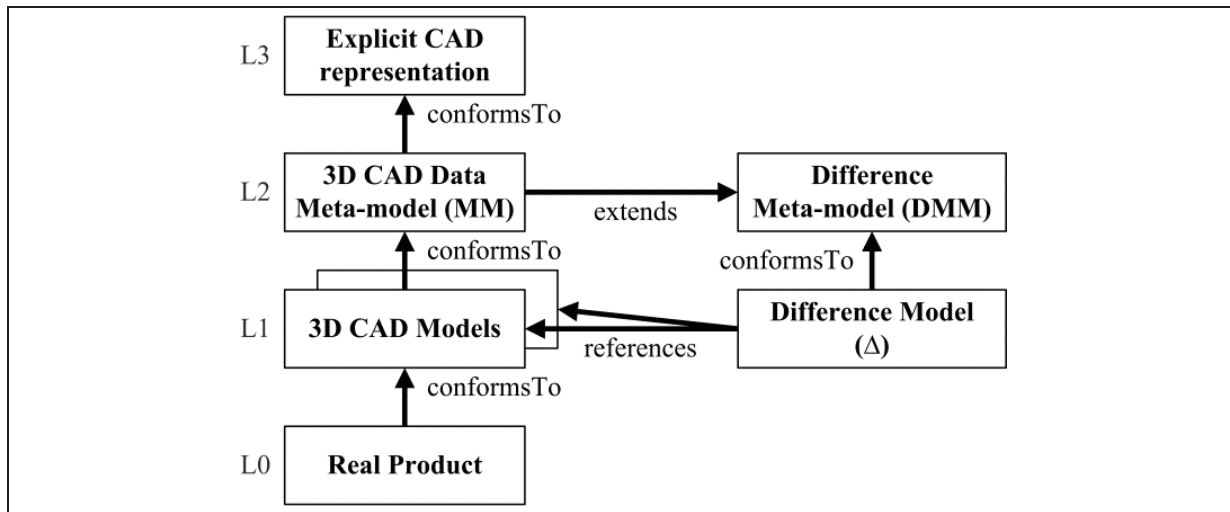 L3
Explicit CAD
representation
conformsTo
L2
3D CAD Data
Meta-model (MM)
extends
Difference
Meta-model (DMM)
conformsTo
conformsTo
L1
3D CAD Models
references
Difference Model
(Δ)
conformsTo
L0
Real Product